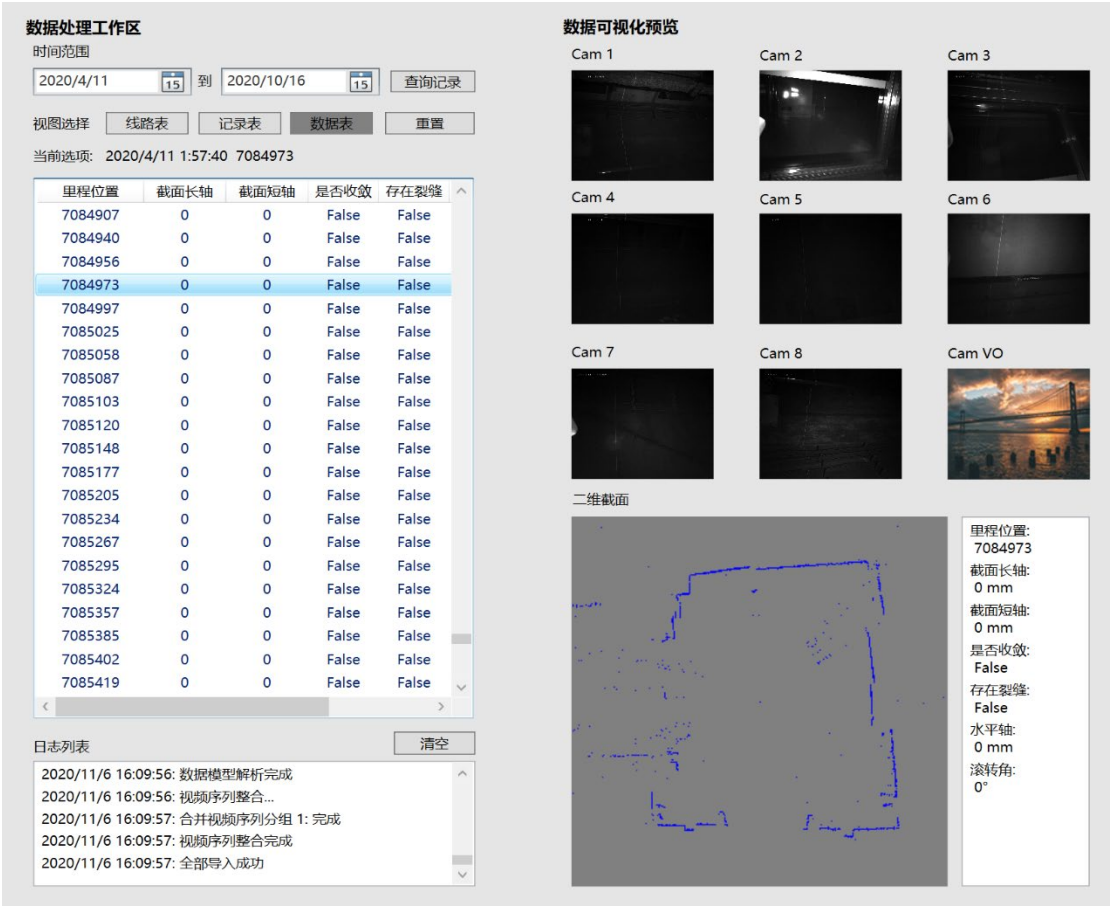 数据处理工作区
时间范围
2020/4/11 15 到 2020/10/16 15 查询记录
视图选择 线路表 记录表 数据表 重置
当前选项: 2020/4/11 1:57:40 7084973
里程位置 截面长轴 截面短轴 是否收敛 存在裂缝
7084907 0 0 False False
7084940 0 0 False False
7084956 0 0 False False
7084973 0 0 False False
7084997 0 0 False False
7085025 0 0 False False
7085058 0 0 False False
7085087 0 0 False False
7085103 0 0 False False
7085120 0 0 False False
7085148 0 0 False False
7085177 0 0 False False
7085205 0 0 False False
7085234 0 0 False False
7085267 0 0 False False
7085295 0 0 False False
7085324 0 0 False False
7085357 0 0 False False
7085385 0 0 False False
7085402 0 0 False False
7085419 0 0 False False
日志列表 清空
2020/11/6 16:09:56: 数据模型解析完成
2020/11/6 16:09:56: 视频序列整合...
2020/11/6 16:09:57: 合并视频序列分组 1: 完成
2020/11/6 16:09:57: 视频序列整合完成
2020/11/6 16:09:57: 全部导入成功
数据可视化预览
Cam 1 Cam 2 Cam 3
Cam 4 Cam 5 Cam 6
Cam 7 Cam 8 Cam VO
二维截面
里程位置:
7084973
截面长轴:
0 mm
截面短轴:
0 mm
是否收敛:
False
存在裂缝:
False
水平轴:
0 mm
滚转角:
0°